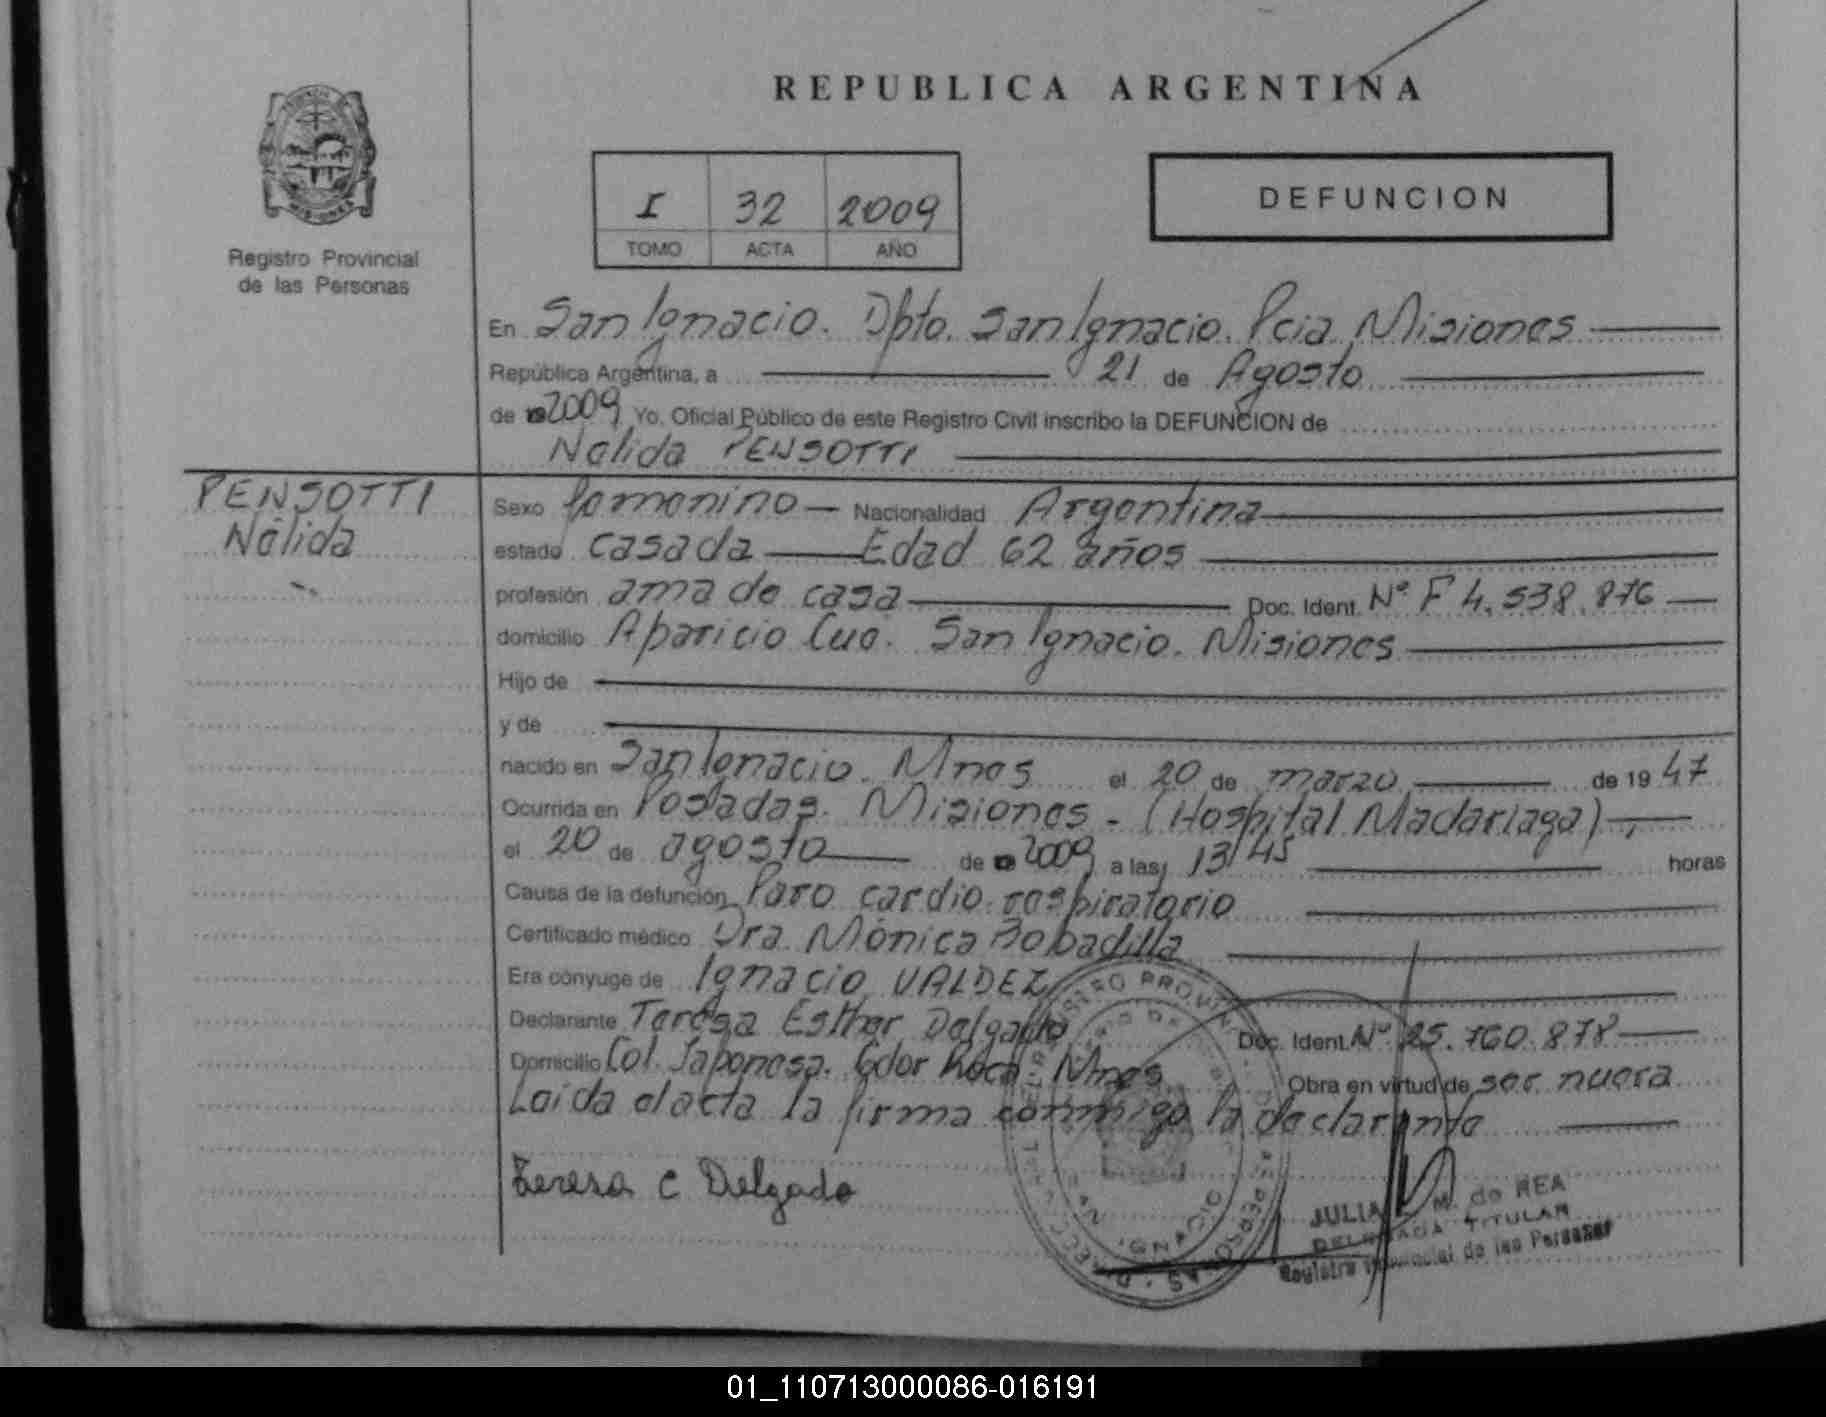 REPUBLICA ARGENTINA
PROVINCIA DE
MISIONES
Registro Provincial
de las Personas
I 32 2009
TOMO ACTA AÑO
DEFUNCION
En San Ignacio. Dpto. San Ignacio. Pcia Misiones
República Argentina, a 21 de Agosto
de 2009 Yo, Oficial Público de este Registro Civil inscribo la DEFUNCION de
Nélida PENSOTTI
PENSOTTI
Nélida
Sexo femenino Nacionalidad Argentina
estado casada Edad 62 años
profesión ama de casa Doc. Ident. Nº F 4.538.876
domicilio Aparicio Cue. San Ignacio. Misiones
Hijo de
y de
nacido en San Ignacio. Mnes el 20 de marzo de 19 47
Ocurrida en Posadas. Misiones - (Hospital Madariaga)
el 20 de agosto de 2009 a las 13/45 horas
Causa de la defunción Paro cardio respiratorio
Certificado médico Dra. Mónica Bobadilla
Era cónyuge de Ignacio VALDEZ
Declarante Teresa Esther Delgado Doc. Ident. Nº 25.760.878
Domicilio Col. Japonesa. Gdor Roca. Mnes Obra en virtud de ser nuera
Leida el acta la firma conmigo la declarante
Teresa C Delgado
JULIA M. de REA
DELEGADA TITULAR
Registro Provincial de las Personas
01_110713000086-016191